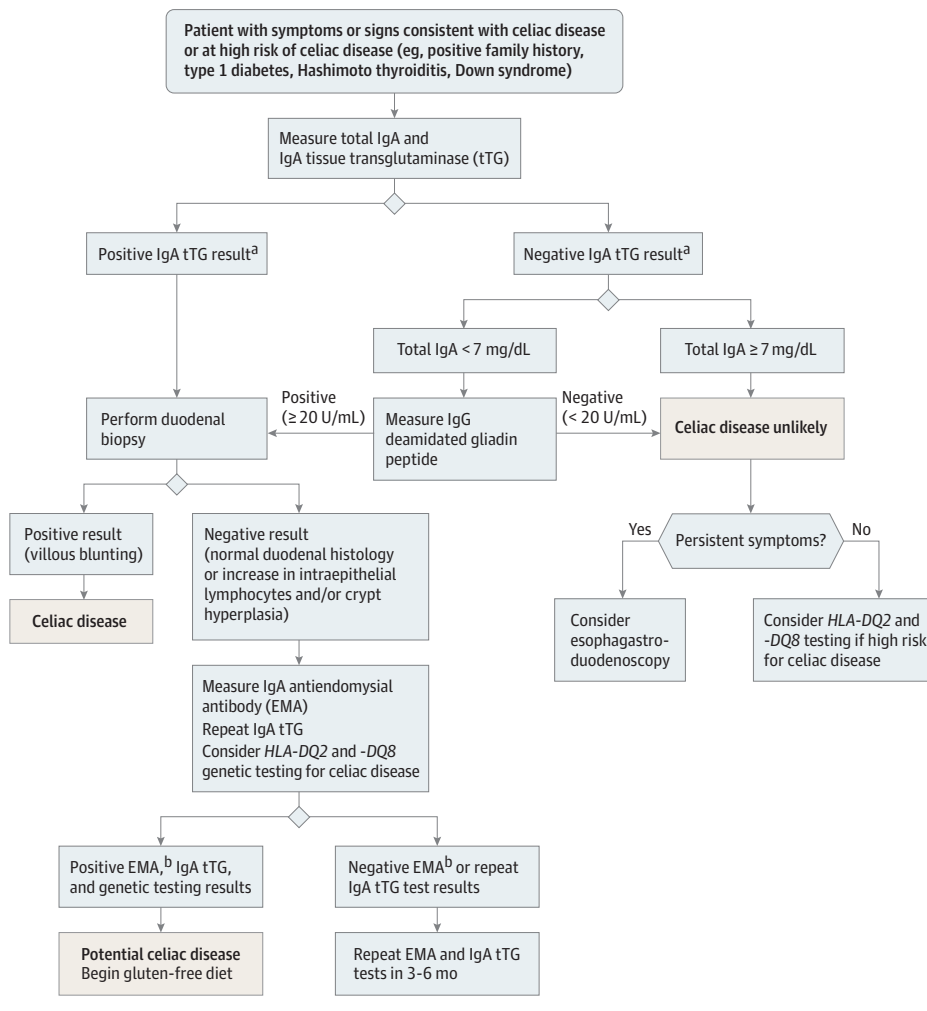 Patient with symptoms or signs consistent with celiac disease
or at high risk of celiac disease (eg, positive family history,
type 1 diabetes, Hashimoto thyroiditis, Down syndrome)
Measure total IgA and
IgA tissue transglutaminase (tTG)
Positive IgA tTG resultᵃ
Negative IgA tTG resultᵃ
Total IgA < 7 mg/dL
Total IgA ≥ 7 mg/dL
Perform duodenal
biopsy
Positive
(≥ 20 U/mL)
Measure IgG
deamidated gliadin
peptide
Negative
(< 20 U/mL)
Celiac disease unlikely
Positive result
(villous blunting)
Celiac disease
Negative result
(normal duodenal histology
or increase in intraepithelial
lymphocytes and/or crypt
hyperplasia)
Yes
Persistent symptoms?
No
Consider
esophagastro-
duodenoscopy
Consider HLA-DQ2 and
-DQ8 testing if high risk
for celiac disease
Measure IgA antiendomysial
antibody (EMA)
Repeat IgA tTG
Consider HLA-DQ2 and -DQ8
genetic testing for celiac disease
Positive EMA,ᵇ IgA tTG,
and genetic testing results
Negative EMAᵇ or repeat
IgA tTG test results
Potential celiac disease
Begin gluten-free diet
Repeat EMA and IgA tTG
tests in 3-6 mo